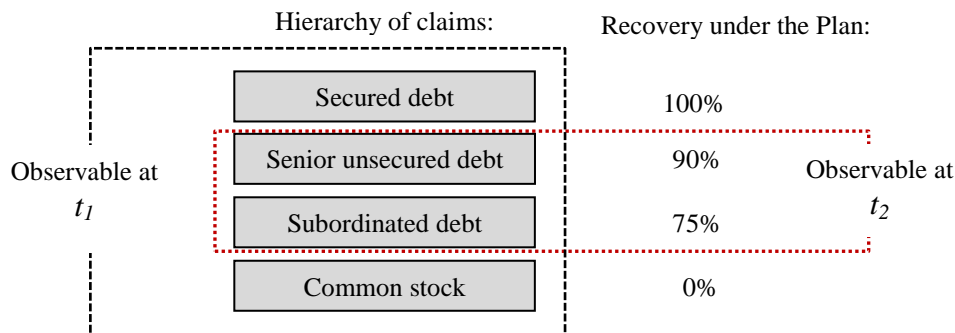 Hierarchy of claims:
Recovery under the Plan:
Secured debt
100%
Senior unsecured debt
90%
Observable at
t1
Observable at
t2
Subordinated debt
75%
Common stock
0%